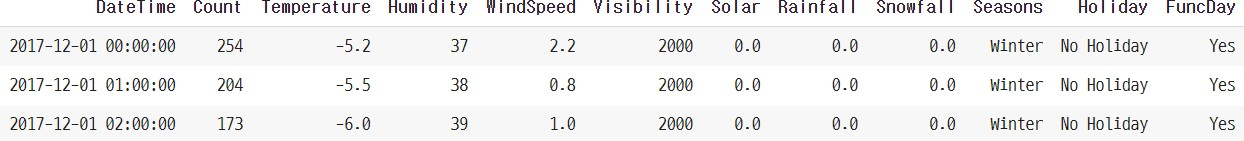 DateTime Count Temperature Humidity WindSpeed Visibility Solar Rainfall Snowfall Seasons Holiday FuncDay
2017-12-01 00:00:00 254 -5.2 37 2.2 2000 0.0 0.0 0.0 Winter No Holiday Yes
2017-12-01 01:00:00 204 -5.5 38 0.8 2000 0.0 0.0 0.0 Winter No Holiday Yes
2017-12-01 02:00:00 173 -6.0 39 1.0 2000 0.0 0.0 0.0 Winter No Holiday Yes